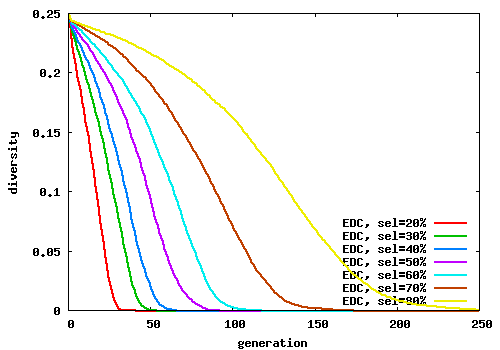 0.25
0.2
0.15
0.1
0.05
0
diversity
EDC, sel=20%
EDC, sel=30%
EDC, sel=40%
EDC, sel=50%
EDC, sel=60%
EDC, sel=70%
EDC, sel=80%
0 50 100 150 200 250
generation